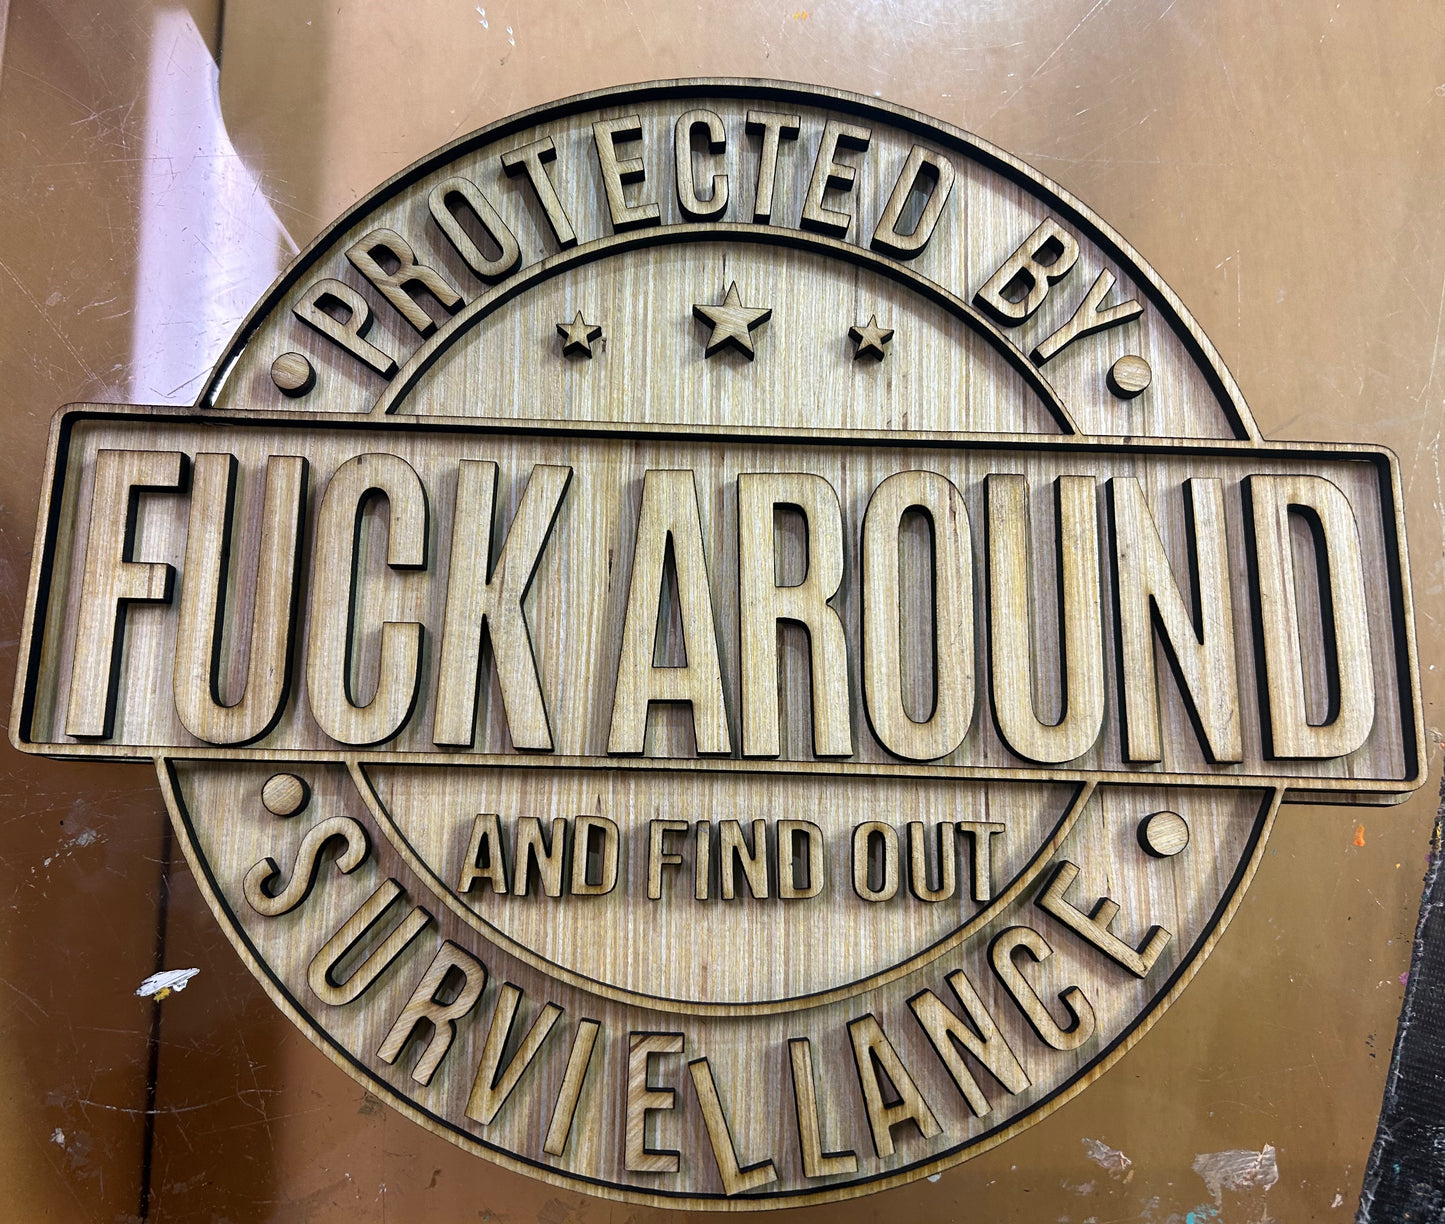 PROTECTED BY
FUCK AROUND
AND FIND OUT
SURVIELLANCE